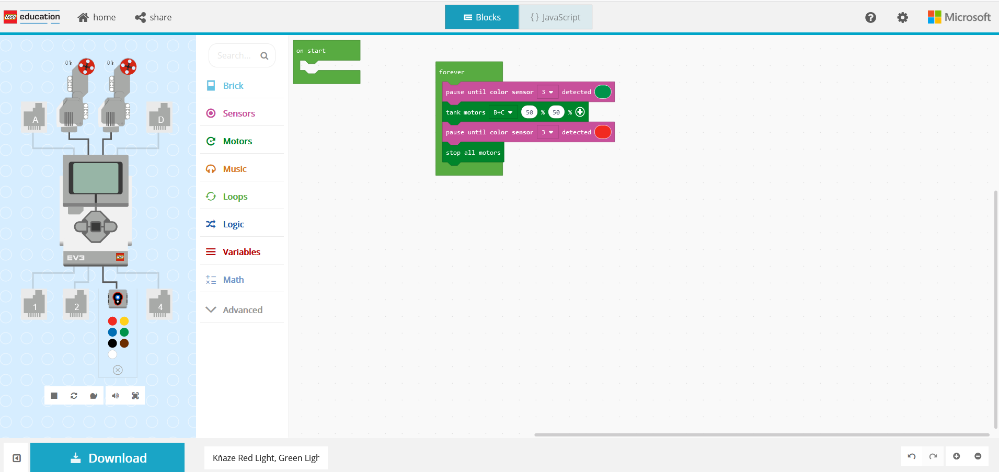 LEGO education
home
share
Blocks
{ } JavaScript
Microsoft
0%
0%
A
D
EV3
LEGO
1
2
4
Download
Search...
Brick
Sensors
Motors
Music
Loops
Logic
Variables
Math
Advanced
on start
forever
pause until color sensor 3 detected
tank motors B+C 50 % 50 %
pause until color sensor 3 detected
stop all motors
Kňaze Red Light, Green Ligh